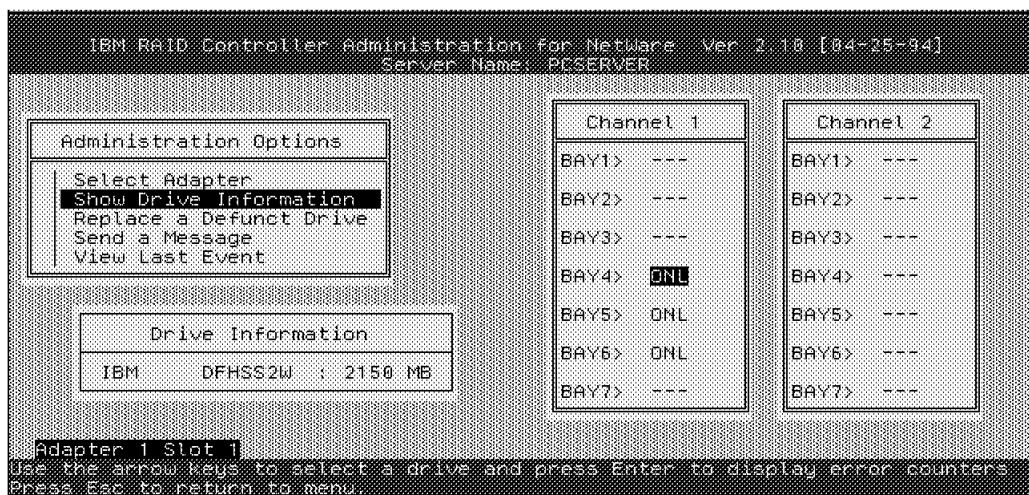 IBM RAID Controller Administration for NetWare Ver 2.10 [04-25-94]
Server Name: PCSERVER
Administration Options
Select Adapter
Show Drive Information
Replace a Defunct Drive
Send a Message
View Last Event
Drive Information
IBM DFHSS2W : 2150 MB
Channel 1
BAY1> ---
BAY2> ---
BAY3> ---
BAY4> ONL
BAY5> ONL
BAY6> ONL
BAY7> ---
Channel 2
BAY1> ---
BAY2> ---
BAY3> ---
BAY4> ---
BAY5> ---
BAY6> ---
BAY7> ---
Adapter 1 Slot 1
Use the arrow keys to select a drive and press Enter to display error counters
Press Esc to return to menu.